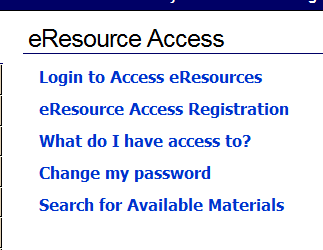 eResource Access
Login to Access eResources
eResource Access Registration
What do I have access to?
Change my password
Search for Available Materials